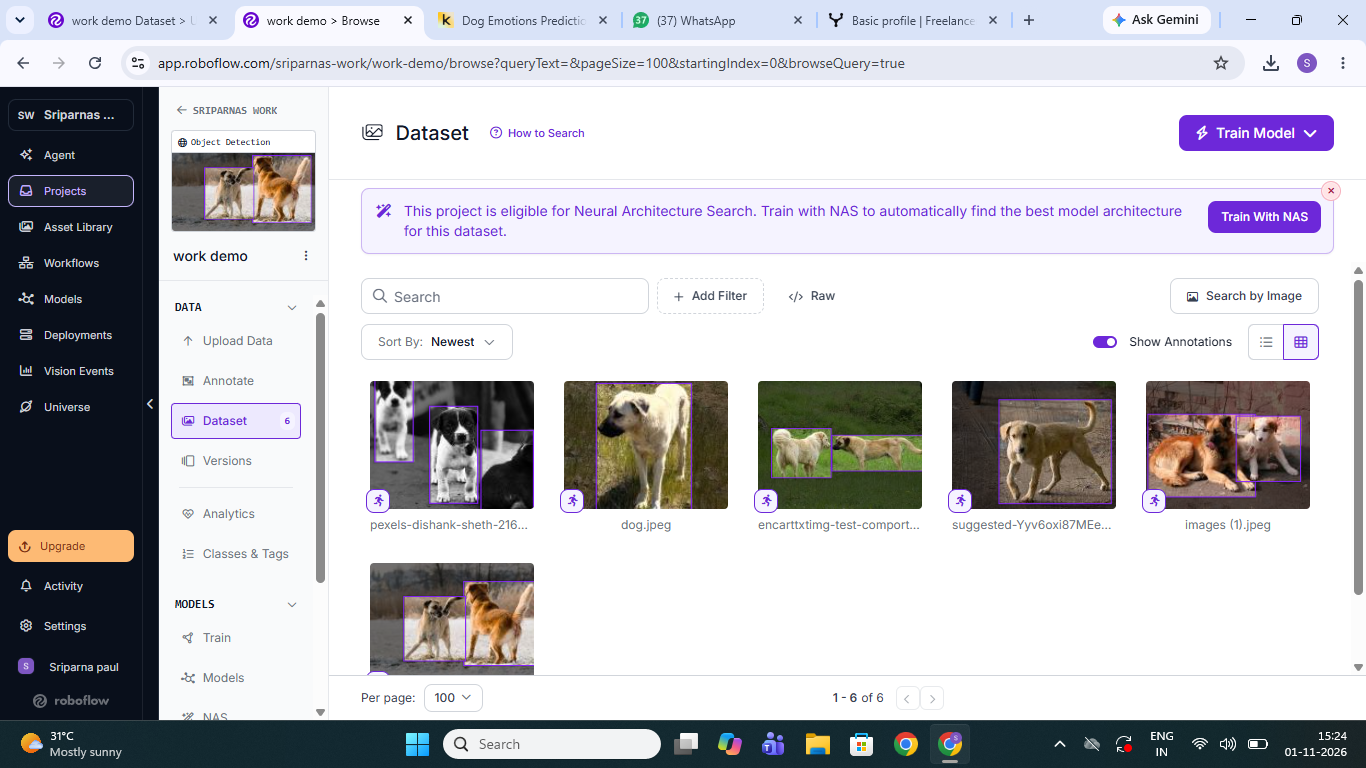 work demo Dataset > U
work demo > Browse
Dog Emotions Predictio
(37) WhatsApp
Basic profile | Freelance
Ask Gemini
app.roboflow.com/sriparnas-work/work-demo/browse?queryText=&pageSize=100&startingIndex=0&browseQuery=true
S
SW Sriparnas ...
Agent
Projects
Asset Library
Workflows
Models
Deployments
Vision Events
Universe
Upgrade
Activity
Settings
S Sriparna paul
roboflow
SRIPARNAS WORK
Object Detection
work demo
DATA
Upload Data
Annotate
Dataset 6
Versions
Analytics
Classes & Tags
MODELS
Train
Models
NAS
Dataset
How to Search
Train Model
This project is eligible for Neural Architecture Search. Train with NAS to automatically find the best model architecture
for this dataset.
Train With NAS
Search
Add Filter
</> Raw
Search by Image
Sort By: Newest
Show Annotations
pexels-dishank-sheth-216...
dog.jpeg
encarttxtimg-test-comport...
suggested-Yyv6oxi87MEe...
images (1).jpeg
Per page: 100
1 - 6 of 6
31°C
Mostly sunny
Search
ENG
IN
15:24
01-11-2026